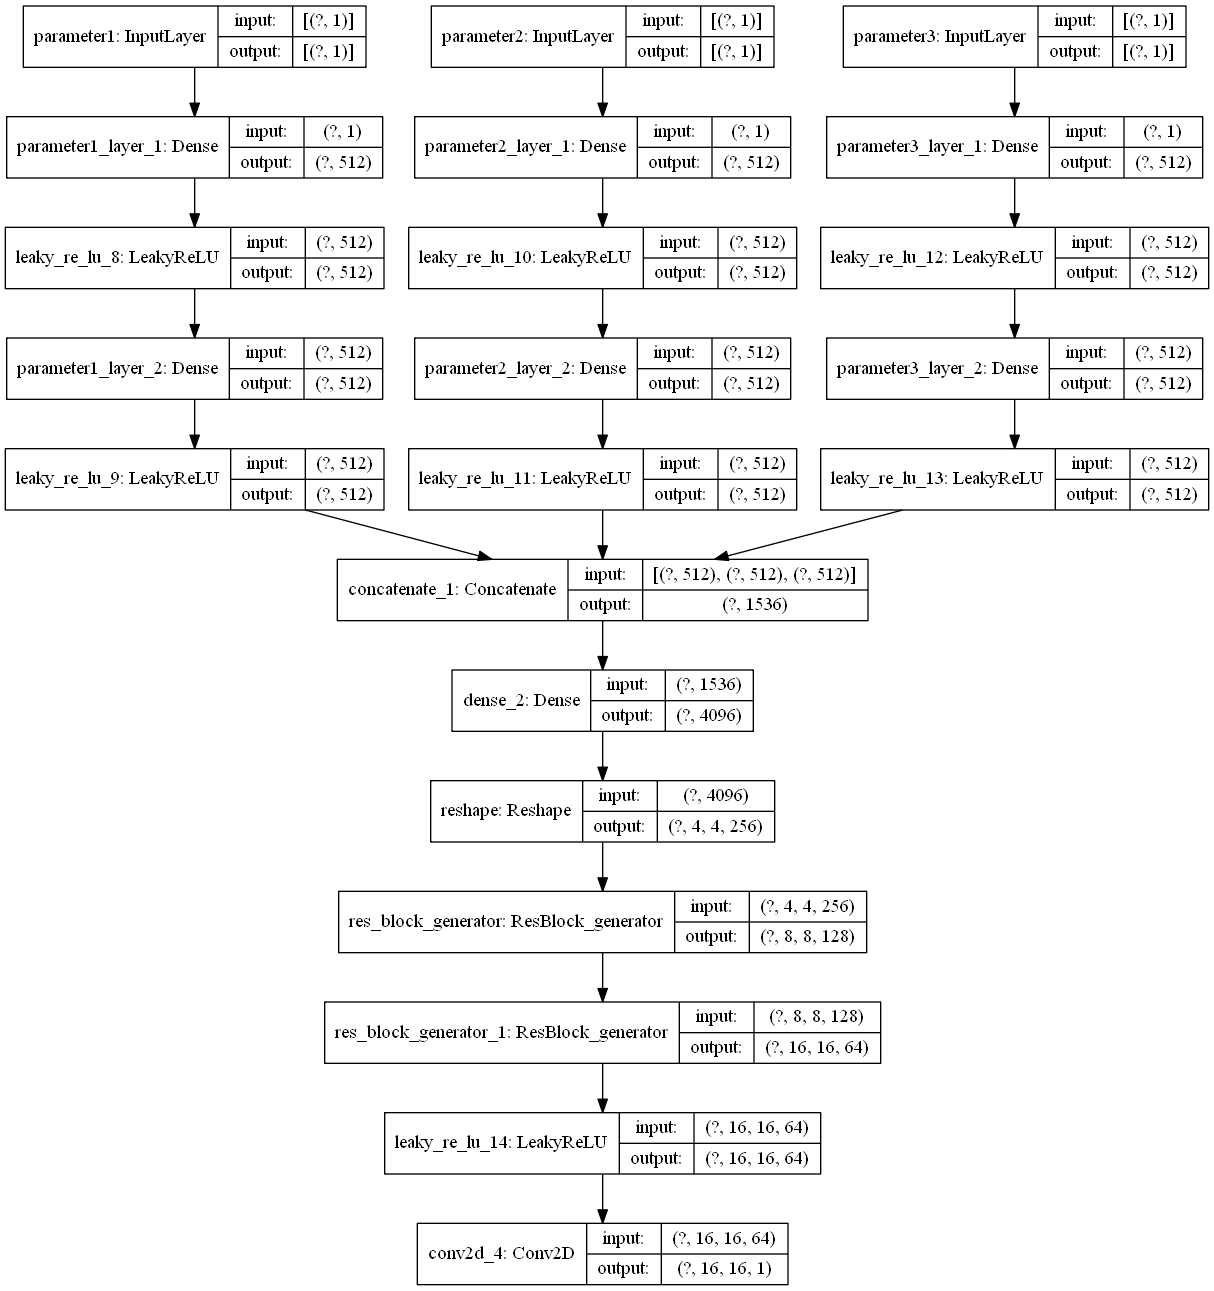 parameter1: InputLayer input: [(?, 1)] output: [(?, 1)]
parameter2: InputLayer input: [(?, 1)] output: [(?, 1)]
parameter3: InputLayer input: [(?, 1)] output: [(?, 1)]
parameter1_layer_1: Dense input: (?, 1) output: (?, 512)
parameter2_layer_1: Dense input: (?, 1) output: (?, 512)
parameter3_layer_1: Dense input: (?, 1) output: (?, 512)
leaky_re_lu_8: LeakyReLU input: (?, 512) output: (?, 512)
leaky_re_lu_10: LeakyReLU input: (?, 512) output: (?, 512)
leaky_re_lu_12: LeakyReLU input: (?, 512) output: (?, 512)
parameter1_layer_2: Dense input: (?, 512) output: (?, 512)
parameter2_layer_2: Dense input: (?, 512) output: (?, 512)
parameter3_layer_2: Dense input: (?, 512) output: (?, 512)
leaky_re_lu_9: LeakyReLU input: (?, 512) output: (?, 512)
leaky_re_lu_11: LeakyReLU input: (?, 512) output: (?, 512)
leaky_re_lu_13: LeakyReLU input: (?, 512) output: (?, 512)
concatenate_1: Concatenate input: [(?, 512), (?, 512), (?, 512)] output: (?, 1536)
dense_2: Dense input: (?, 1536) output: (?, 4096)
reshape: Reshape input: (?, 4096) output: (?, 4, 4, 256)
res_block_generator: ResBlock_generator input: (?, 4, 4, 256) output: (?, 8, 8, 128)
res_block_generator_1: ResBlock_generator input: (?, 8, 8, 128) output: (?, 16, 16, 64)
leaky_re_lu_14: LeakyReLU input: (?, 16, 16, 64) output: (?, 16, 16, 64)
conv2d_4: Conv2D input: (?, 16, 16, 64) output: (?, 16, 16, 1)